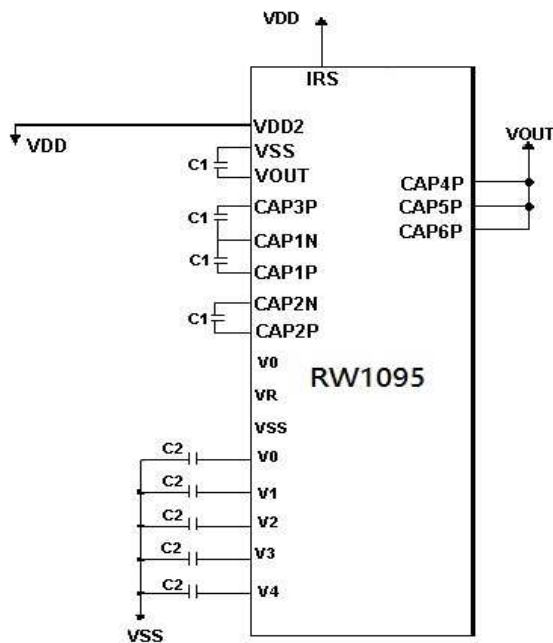 VDD
IRS
VDD2
VDD
VSS
C1
VOUT
VOUT
CAP4P
CAP3P
CAP5P
C1
CAP6P
CAP1N
C1
CAP1P
CAP2N
C1
CAP2P
V0
RW1095
VR
VSS
C2
V0
C2
V1
C2
V2
C2
V3
C2
V4
VSS